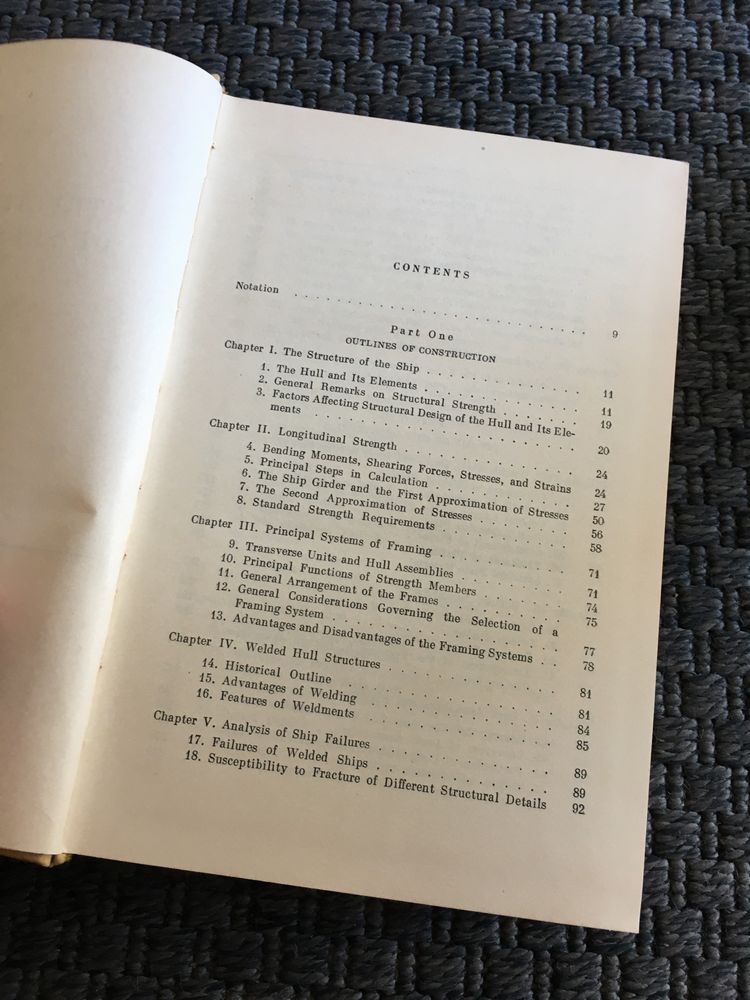 CONTENTS
Notation . . . . . . . . . . . . . . . . . . . . . . . . . . . 9
Part One
OUTLINES OF CONSTRUCTION
Chapter I. The Structure of the Ship . . . . . . . . . . . . . . 11
1. The Hull and Its Elements . . . . . . . . . . . . . . 11
2. General Remarks on Structural Strength . . . . . . . 19
3. Factors Affecting Structural Design of the Hull and Its Ele-
ments . . . . . . . . . . . . . . . . . . . . . 20
Chapter II. Longitudinal Strength . . . . . . . . . . . . . . . 24
4. Bending Moments, Shearing Forces, Stresses, and Strains 24
5. Principal Steps in Calculation . . . . . . . . . . . . 27
6. The Ship Girder and the First Approximation of Stresses 50
7. The Second Approximation of Stresses . . . . . . . . 56
8. Standard Strength Requirements . . . . . . . . . . . 58
Chapter III. Principal Systems of Framing . . . . . . . . . . . 71
9. Transverse Units and Hull Assemblies . . . . . . . . 71
10. Principal Functions of Strength Members . . . . . . . 74
11. General Arrangement of the Frames . . . . . . . . . 75
12. General Considerations Governing the Selection of a
Framing System . . . . . . . . . . . . . . . . . 77
13. Advantages and Disadvantages of the Framing Systems . . 78
Chapter IV. Welded Hull Structures . . . . . . . . . . . . . . 81
14. Historical Outline . . . . . . . . . . . . . . . . . 81
15. Advantages of Welding . . . . . . . . . . . . . . . 84
16. Features of Weldments . . . . . . . . . . . . . . . 85
Chapter V. Analysis of Ship Failures . . . . . . . . . . . . . 89
17. Failures of Welded Ships . . . . . . . . . . . . . . 89
18. Susceptibility to Fracture of Different Structural Details 92